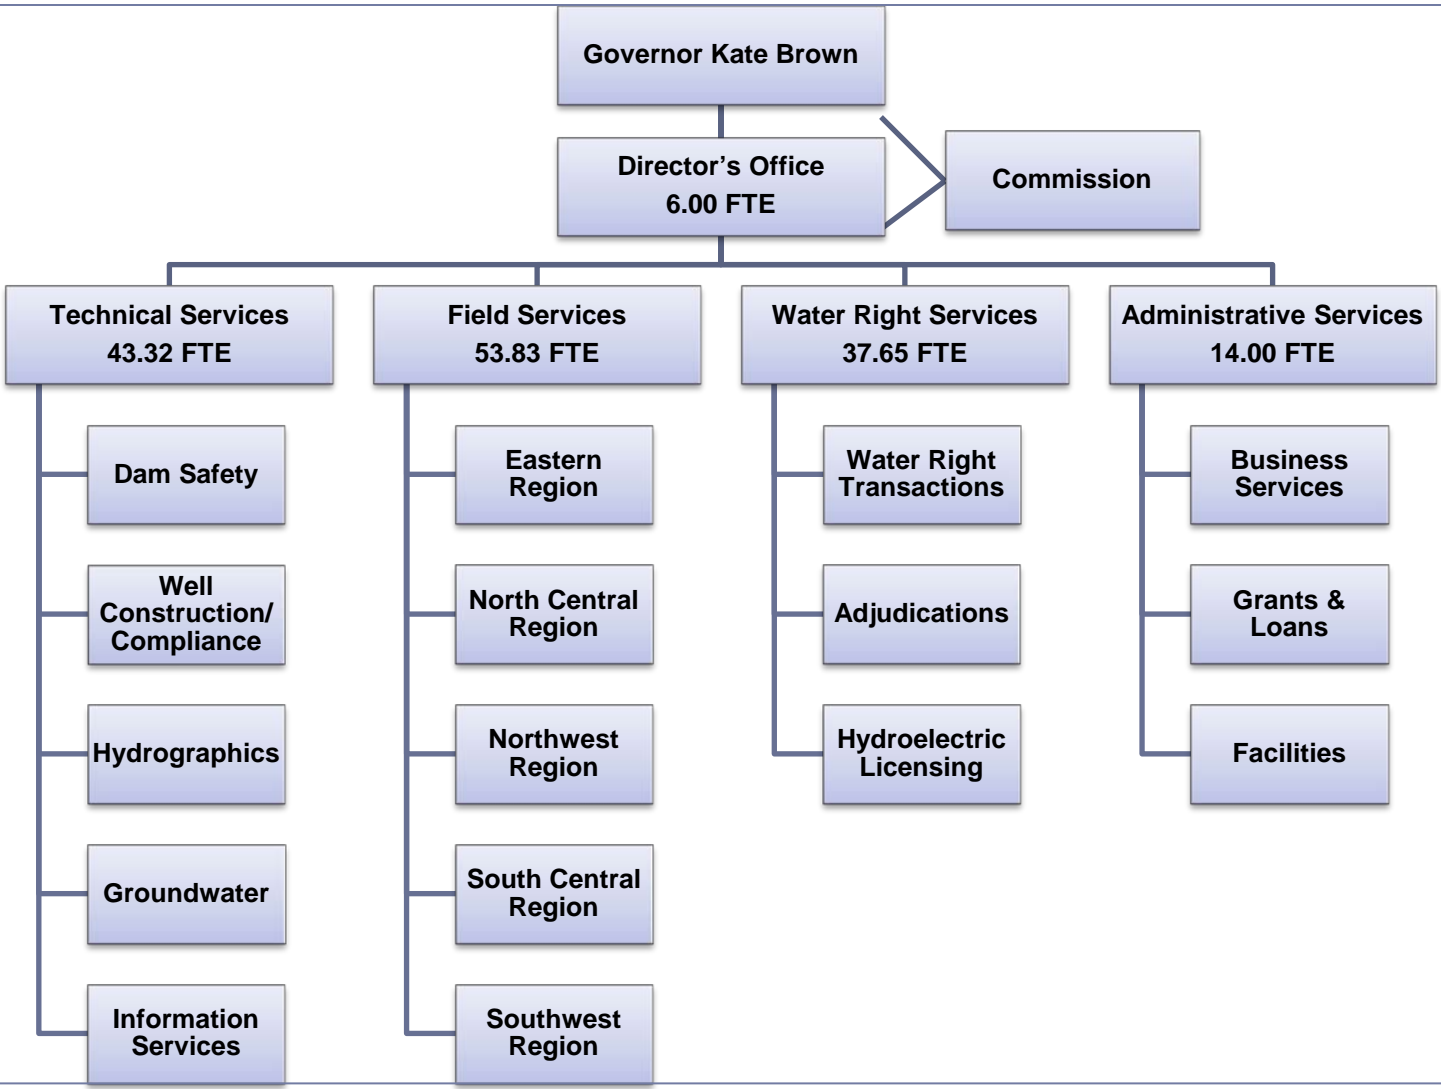 Governor Kate Brown
Director’s Office
6.00 FTE
Commission
Technical Services
43.32 FTE
Field Services
53.83 FTE
Water Right Services
37.65 FTE
Administrative Services
14.00 FTE
Dam Safety
Well
Construction/
Compliance
Hydrographics
Groundwater
Information
Services
Eastern
Region
North Central
Region
Northwest
Region
South Central
Region
Southwest
Region
Water Right
Transactions
Adjudications
Hydroelectric
Licensing
Business
Services
Grants &
Loans
Facilities